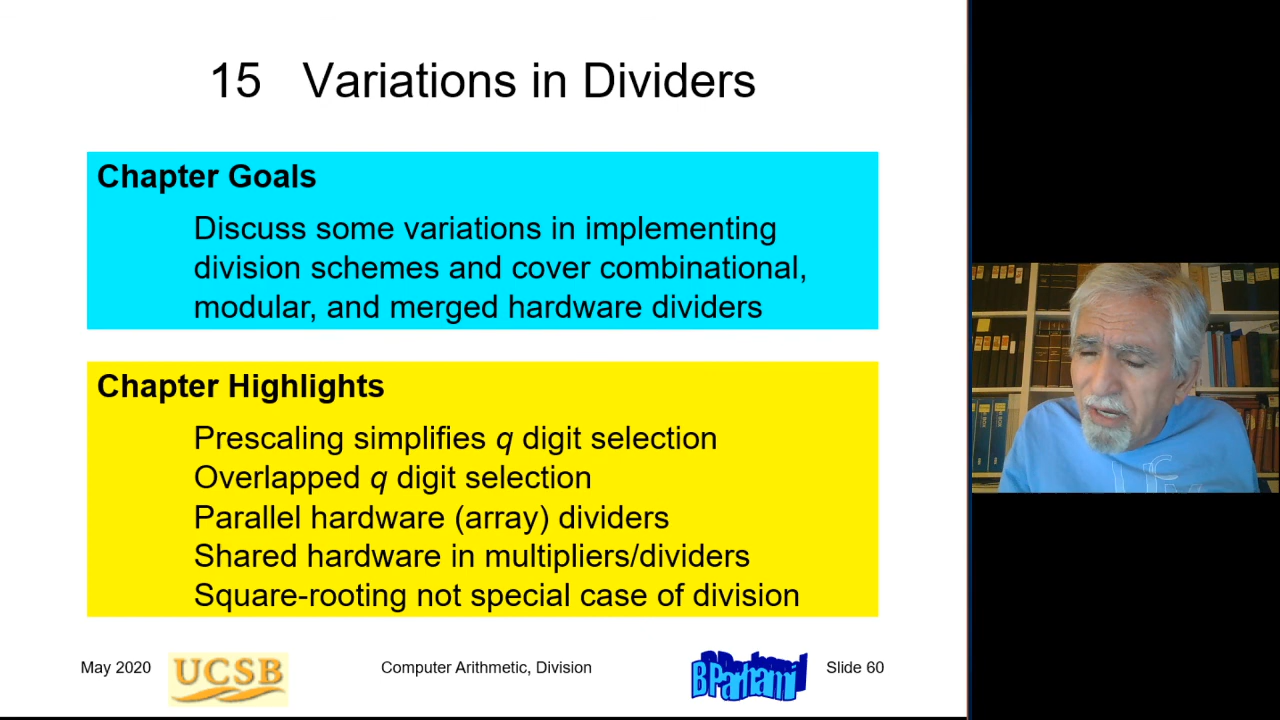 15 Variations in Dividers
Chapter Goals
Discuss some variations in implementing
division schemes and cover combinational,
modular, and merged hardware dividers
Chapter Highlights
Prescaling simplifies q digit selection
Overlapped q digit selection
Parallel hardware (array) dividers
Shared hardware in multipliers/dividers
Square-rooting not special case of division
May 2020
UCSB
Computer Arithmetic, Division
B Parhami
Slide 60